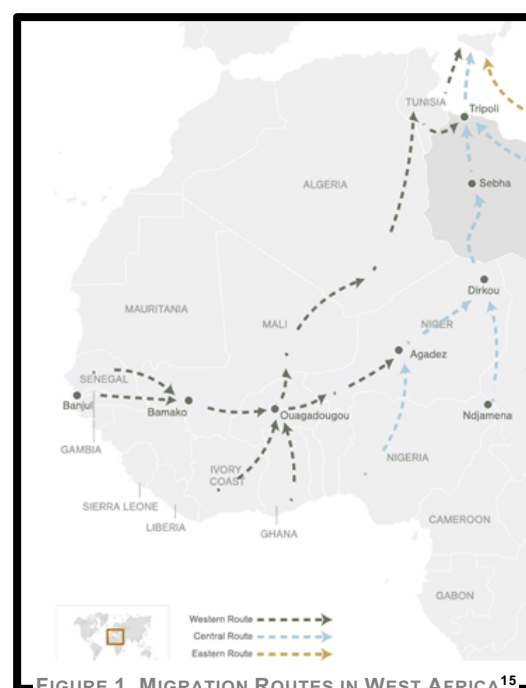 TUNISIA
Tripoli
ALGERIA
Sebha
Dirkou
MAURITANIA
MALI
NIGER
Agadez
SENEGAL
Banjul
Bamako
Ouagadougou
Ndjamena
GAMBIA
NIGERIA
IVORY
COAST
SIERRA LEONE
LIBERIA
GHANA
CAMEROON
GABON
Western Route
Central Route
Eastern Route
FIGURE 1. MIGRATION ROUTES IN WEST AFRICA15